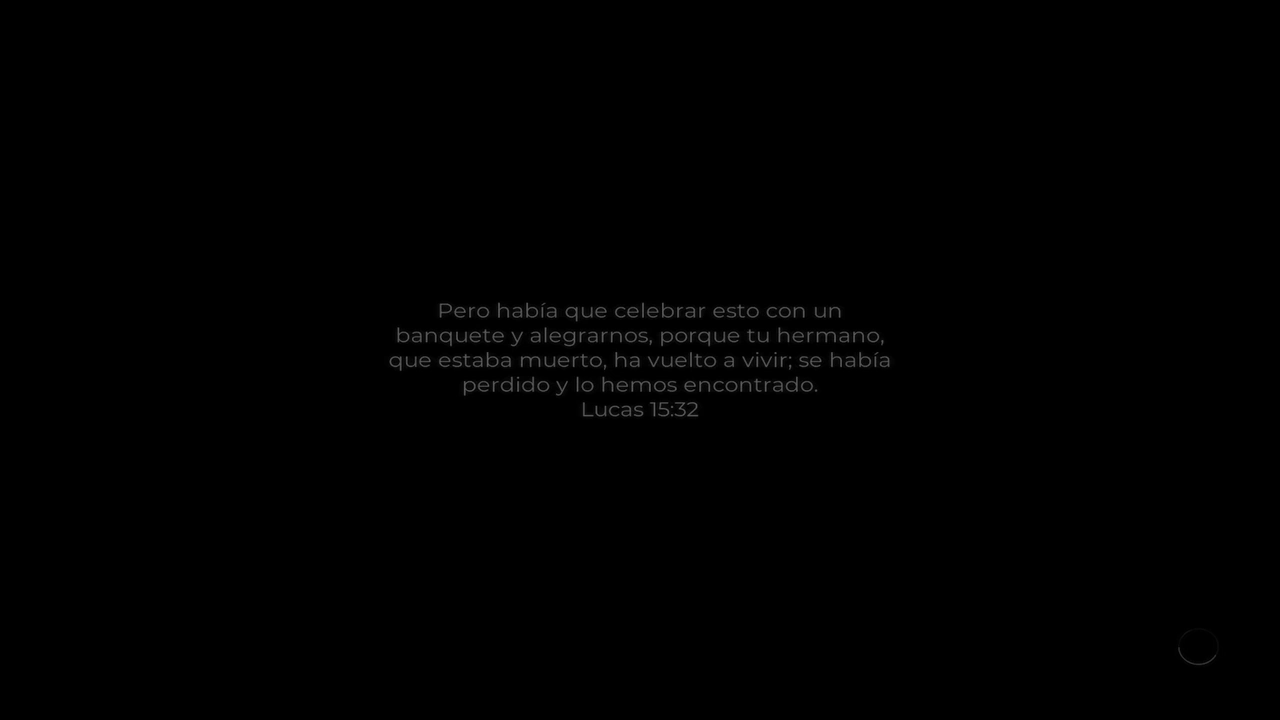 Pero había que celebrar esto con un
banquete y alegrarnos, porque tu hermano,
que estaba muerto, ha vuelto a vivir; se había
perdido y lo hemos encontrado.
Lucas 15:32